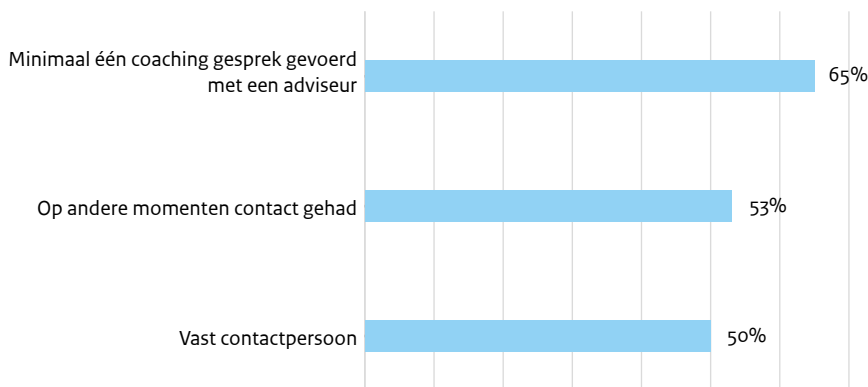 Minimaal één coaching gesprek gevoerd
met een adviseur
65%
Op andere momenten contact gehad
53%
Vast contactpersoon
50%